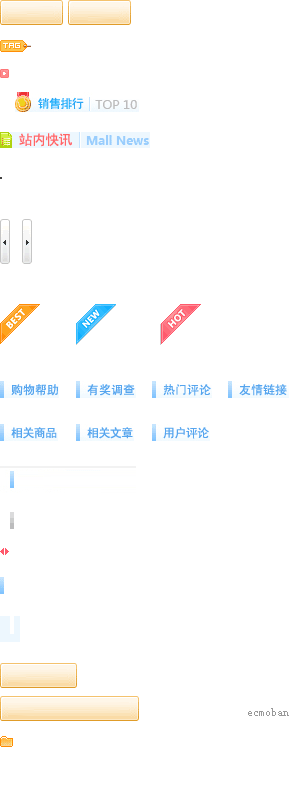 TAG
销售排行 TOP 10
站内快讯 Mall News
BEST NEW HOT
购物帮助 有奖调查 热门评论 友情链接
相关商品 相关文章 用户评论
ecmoban